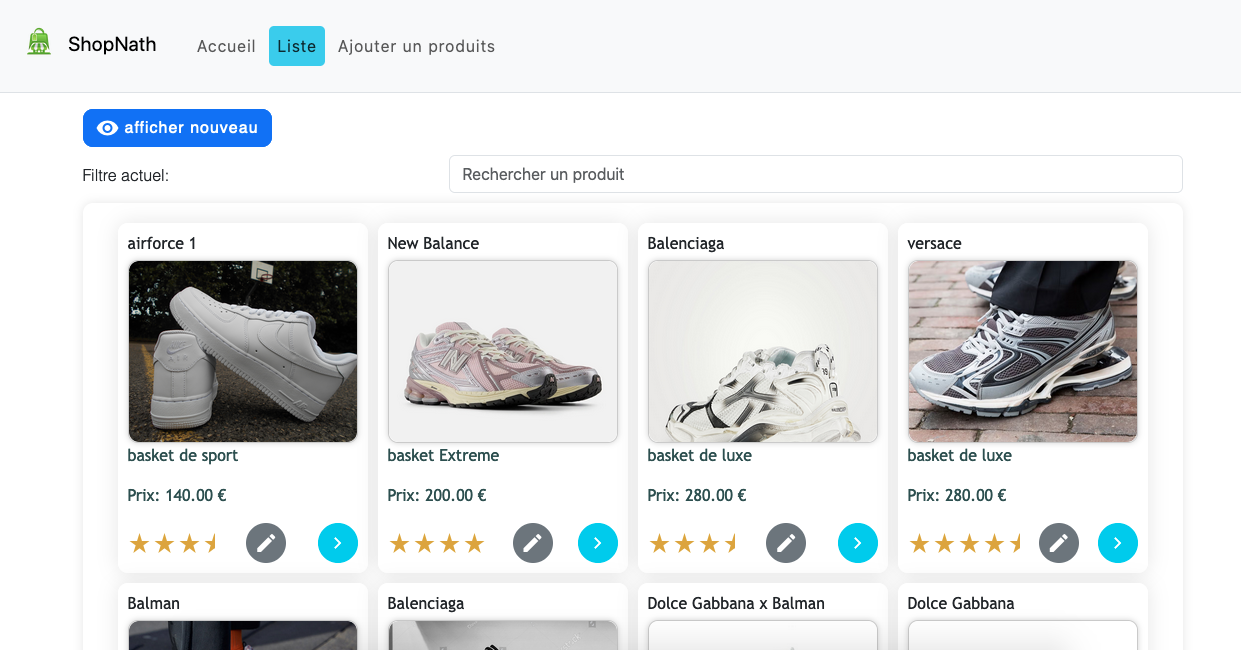 ShopNath Accueil Liste Ajouter un produits
afficher nouveau
Filtre actuel: Rechercher un produit
airforce 1 New Balance Balenciaga versace
basket de sport basket Extreme basket de luxe basket de luxe
Prix: 140.00 € Prix: 200.00 € Prix: 280.00 € Prix: 280.00 €
Balman Balenciaga Dolce Gabbana x Balman Dolce Gabbana